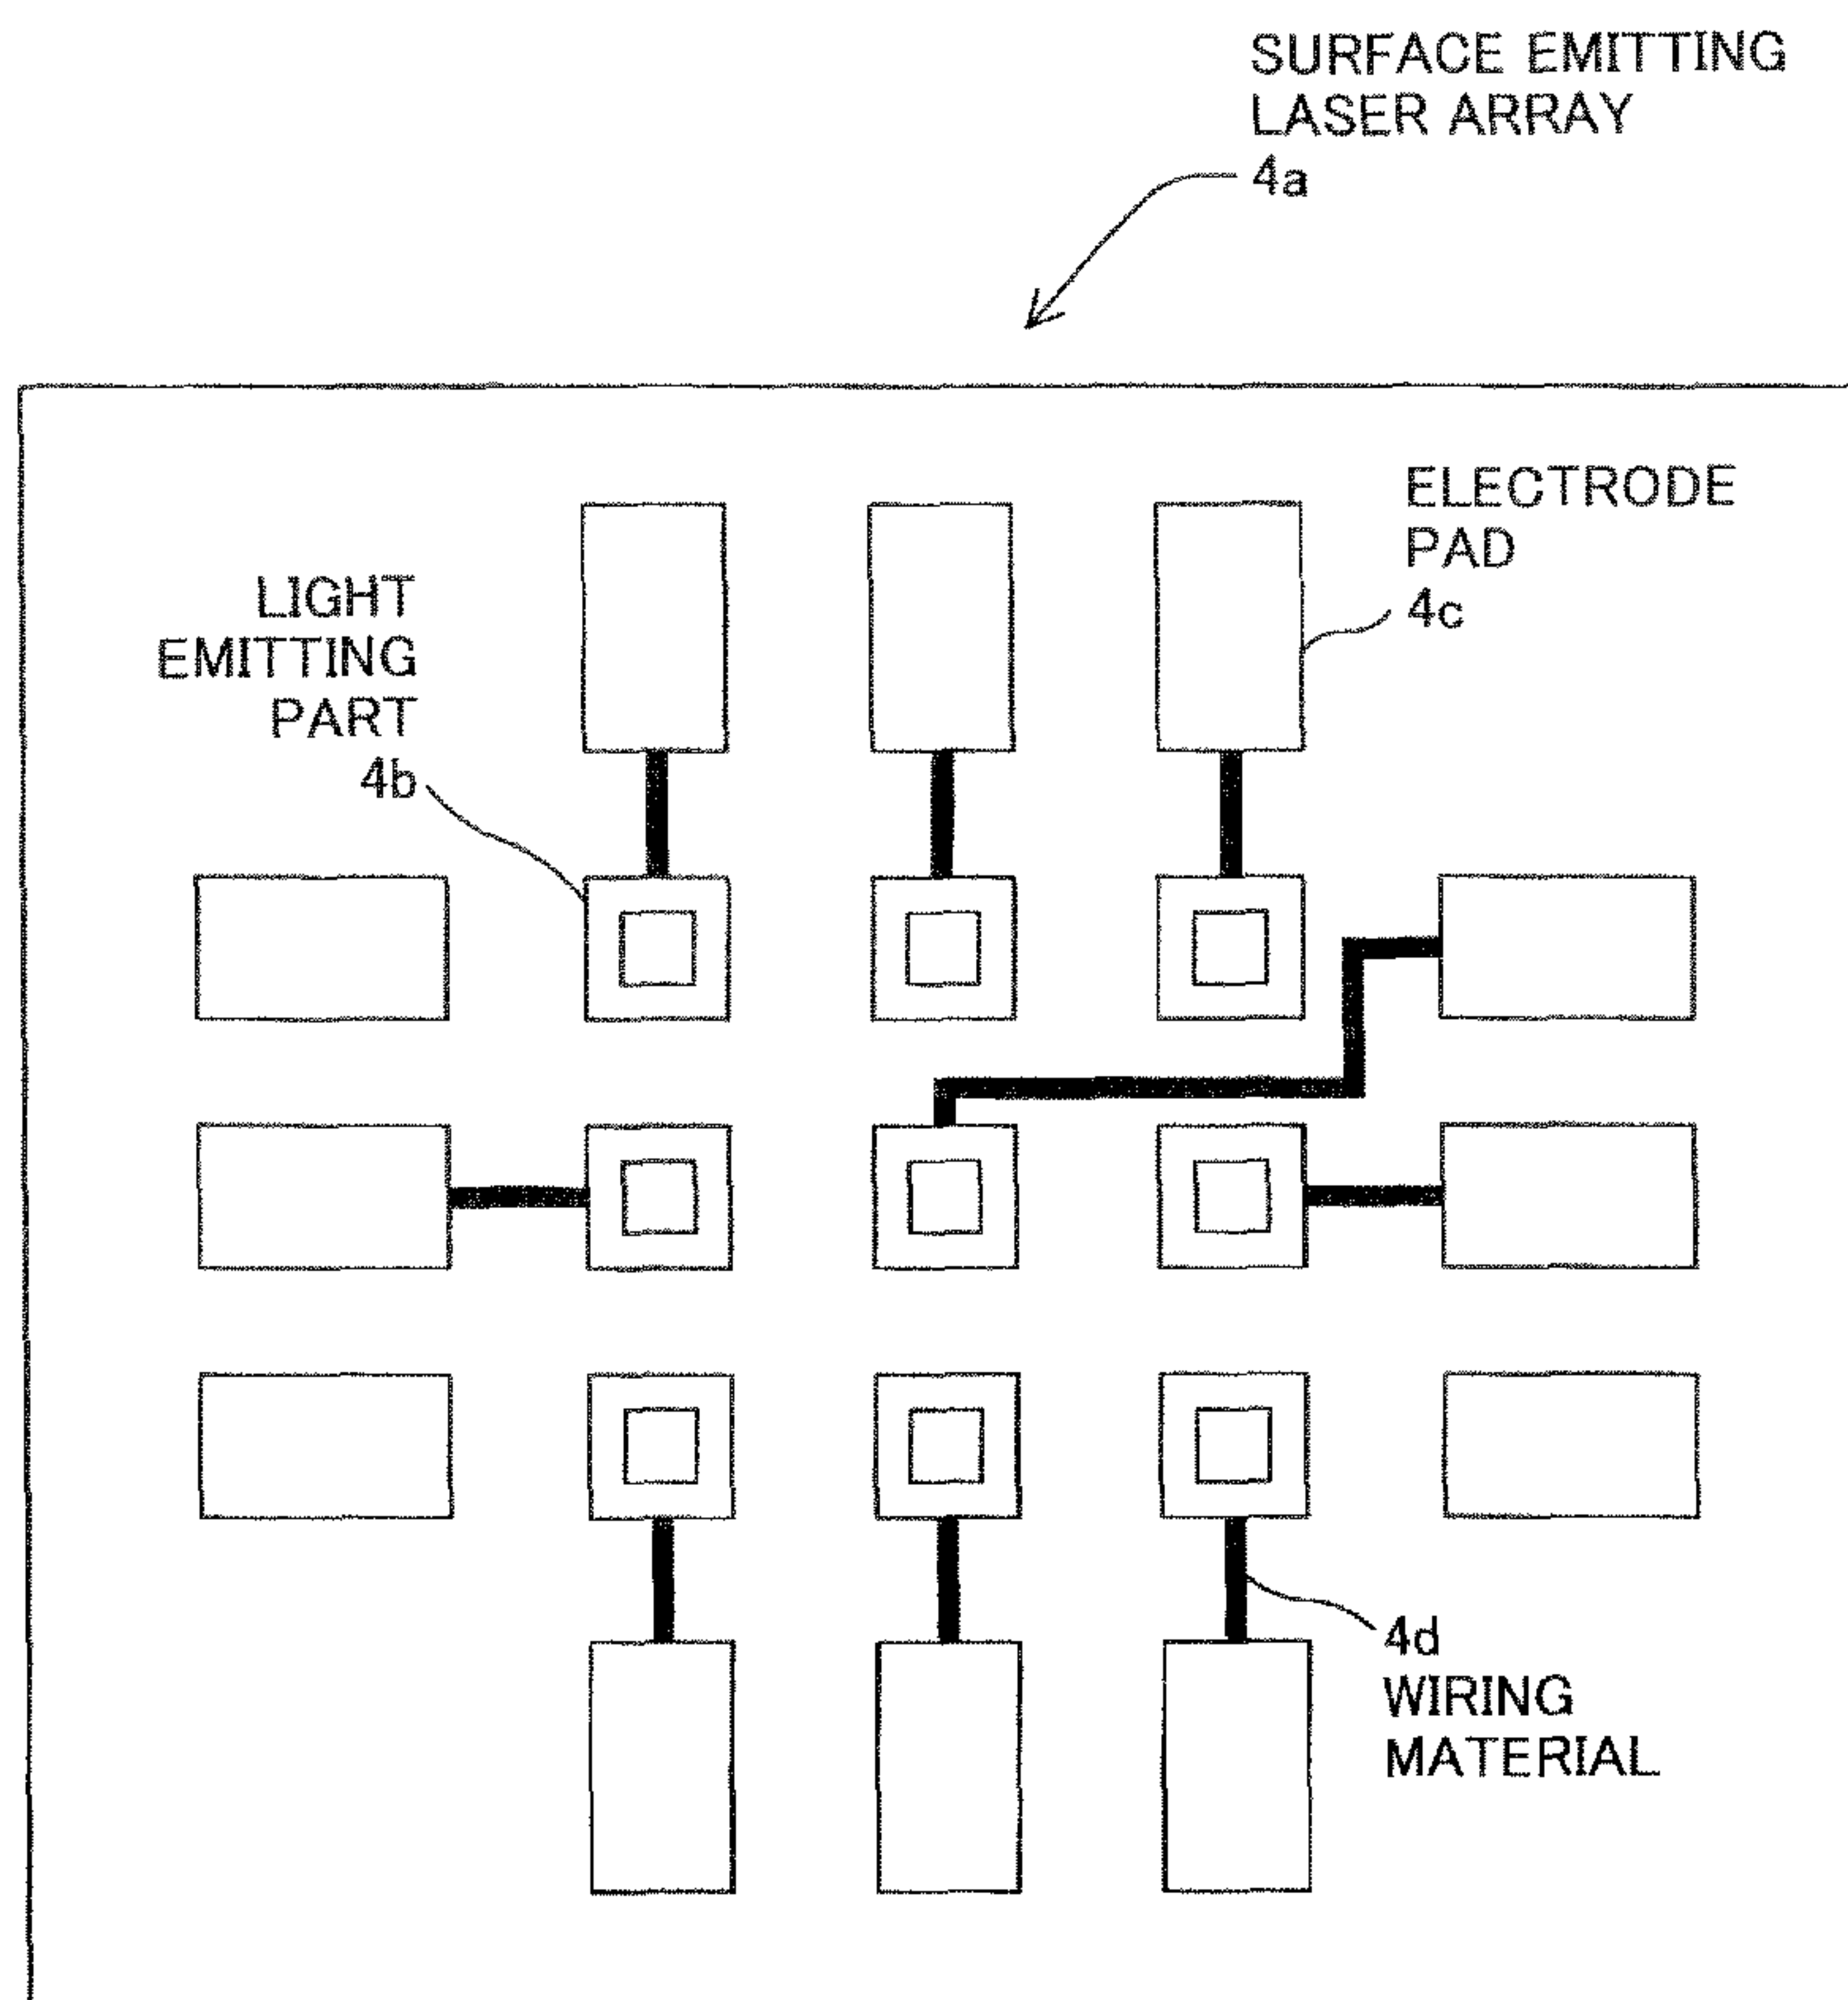 SURFACE EMITTING
LASER ARRAY
4a
ELECTRODE
PAD
4c
LIGHT
EMITTING
PART
4b
4d
WIRING
MATERIAL